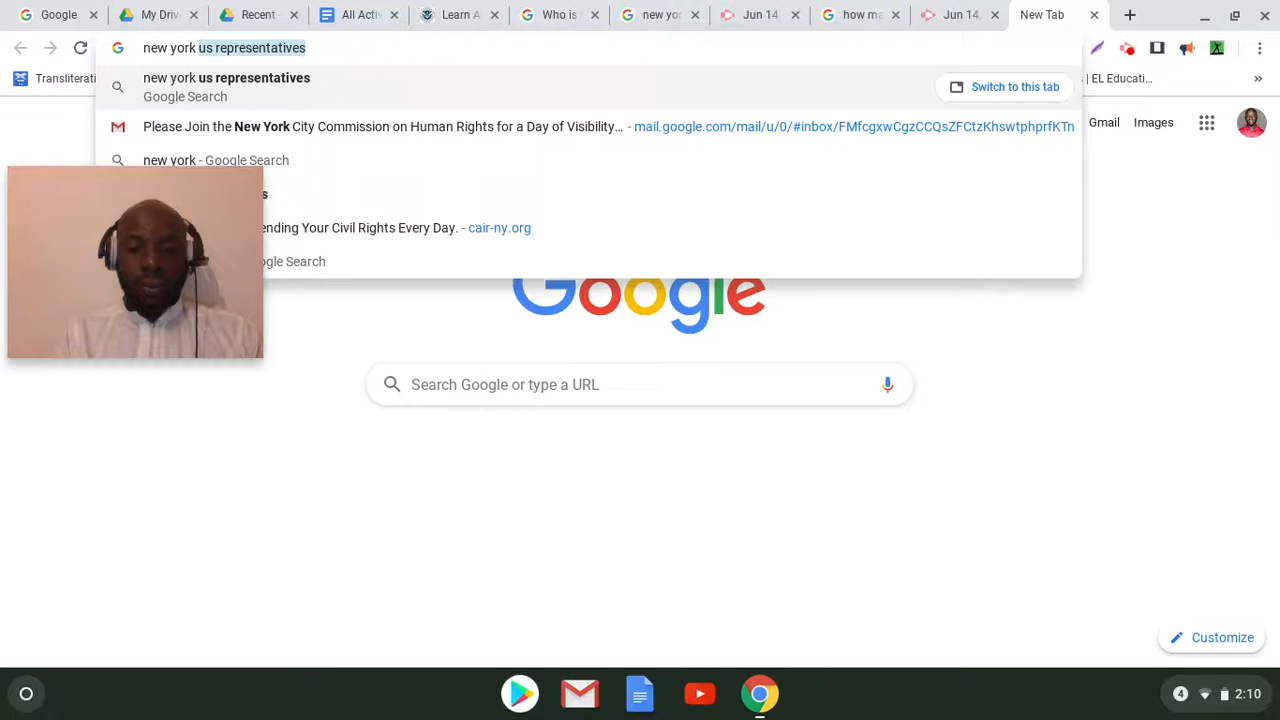 Google
My Driv
Recent -
All Activ
Learn A
Who is
new yor
Jun 14,
how ma
Jun 14,
New Tab
new york us representatives
Transliterati
EL Educati...
new york us representatives
Google Search
Switch to this tab
Please Join the New York City Commission on Human Rights for a Day of Visibility... - mail.google.com/mail/u/0/#inbox/FMfcgxwCgzCCQsZFCtzKhswtphprfKTn
Gmail Images
new york - Google Search
s
ending Your Civil Rights Every Day. - cair-ny.org
ogle Search
Google
Search Google or type a URL
Customize
4 2:10